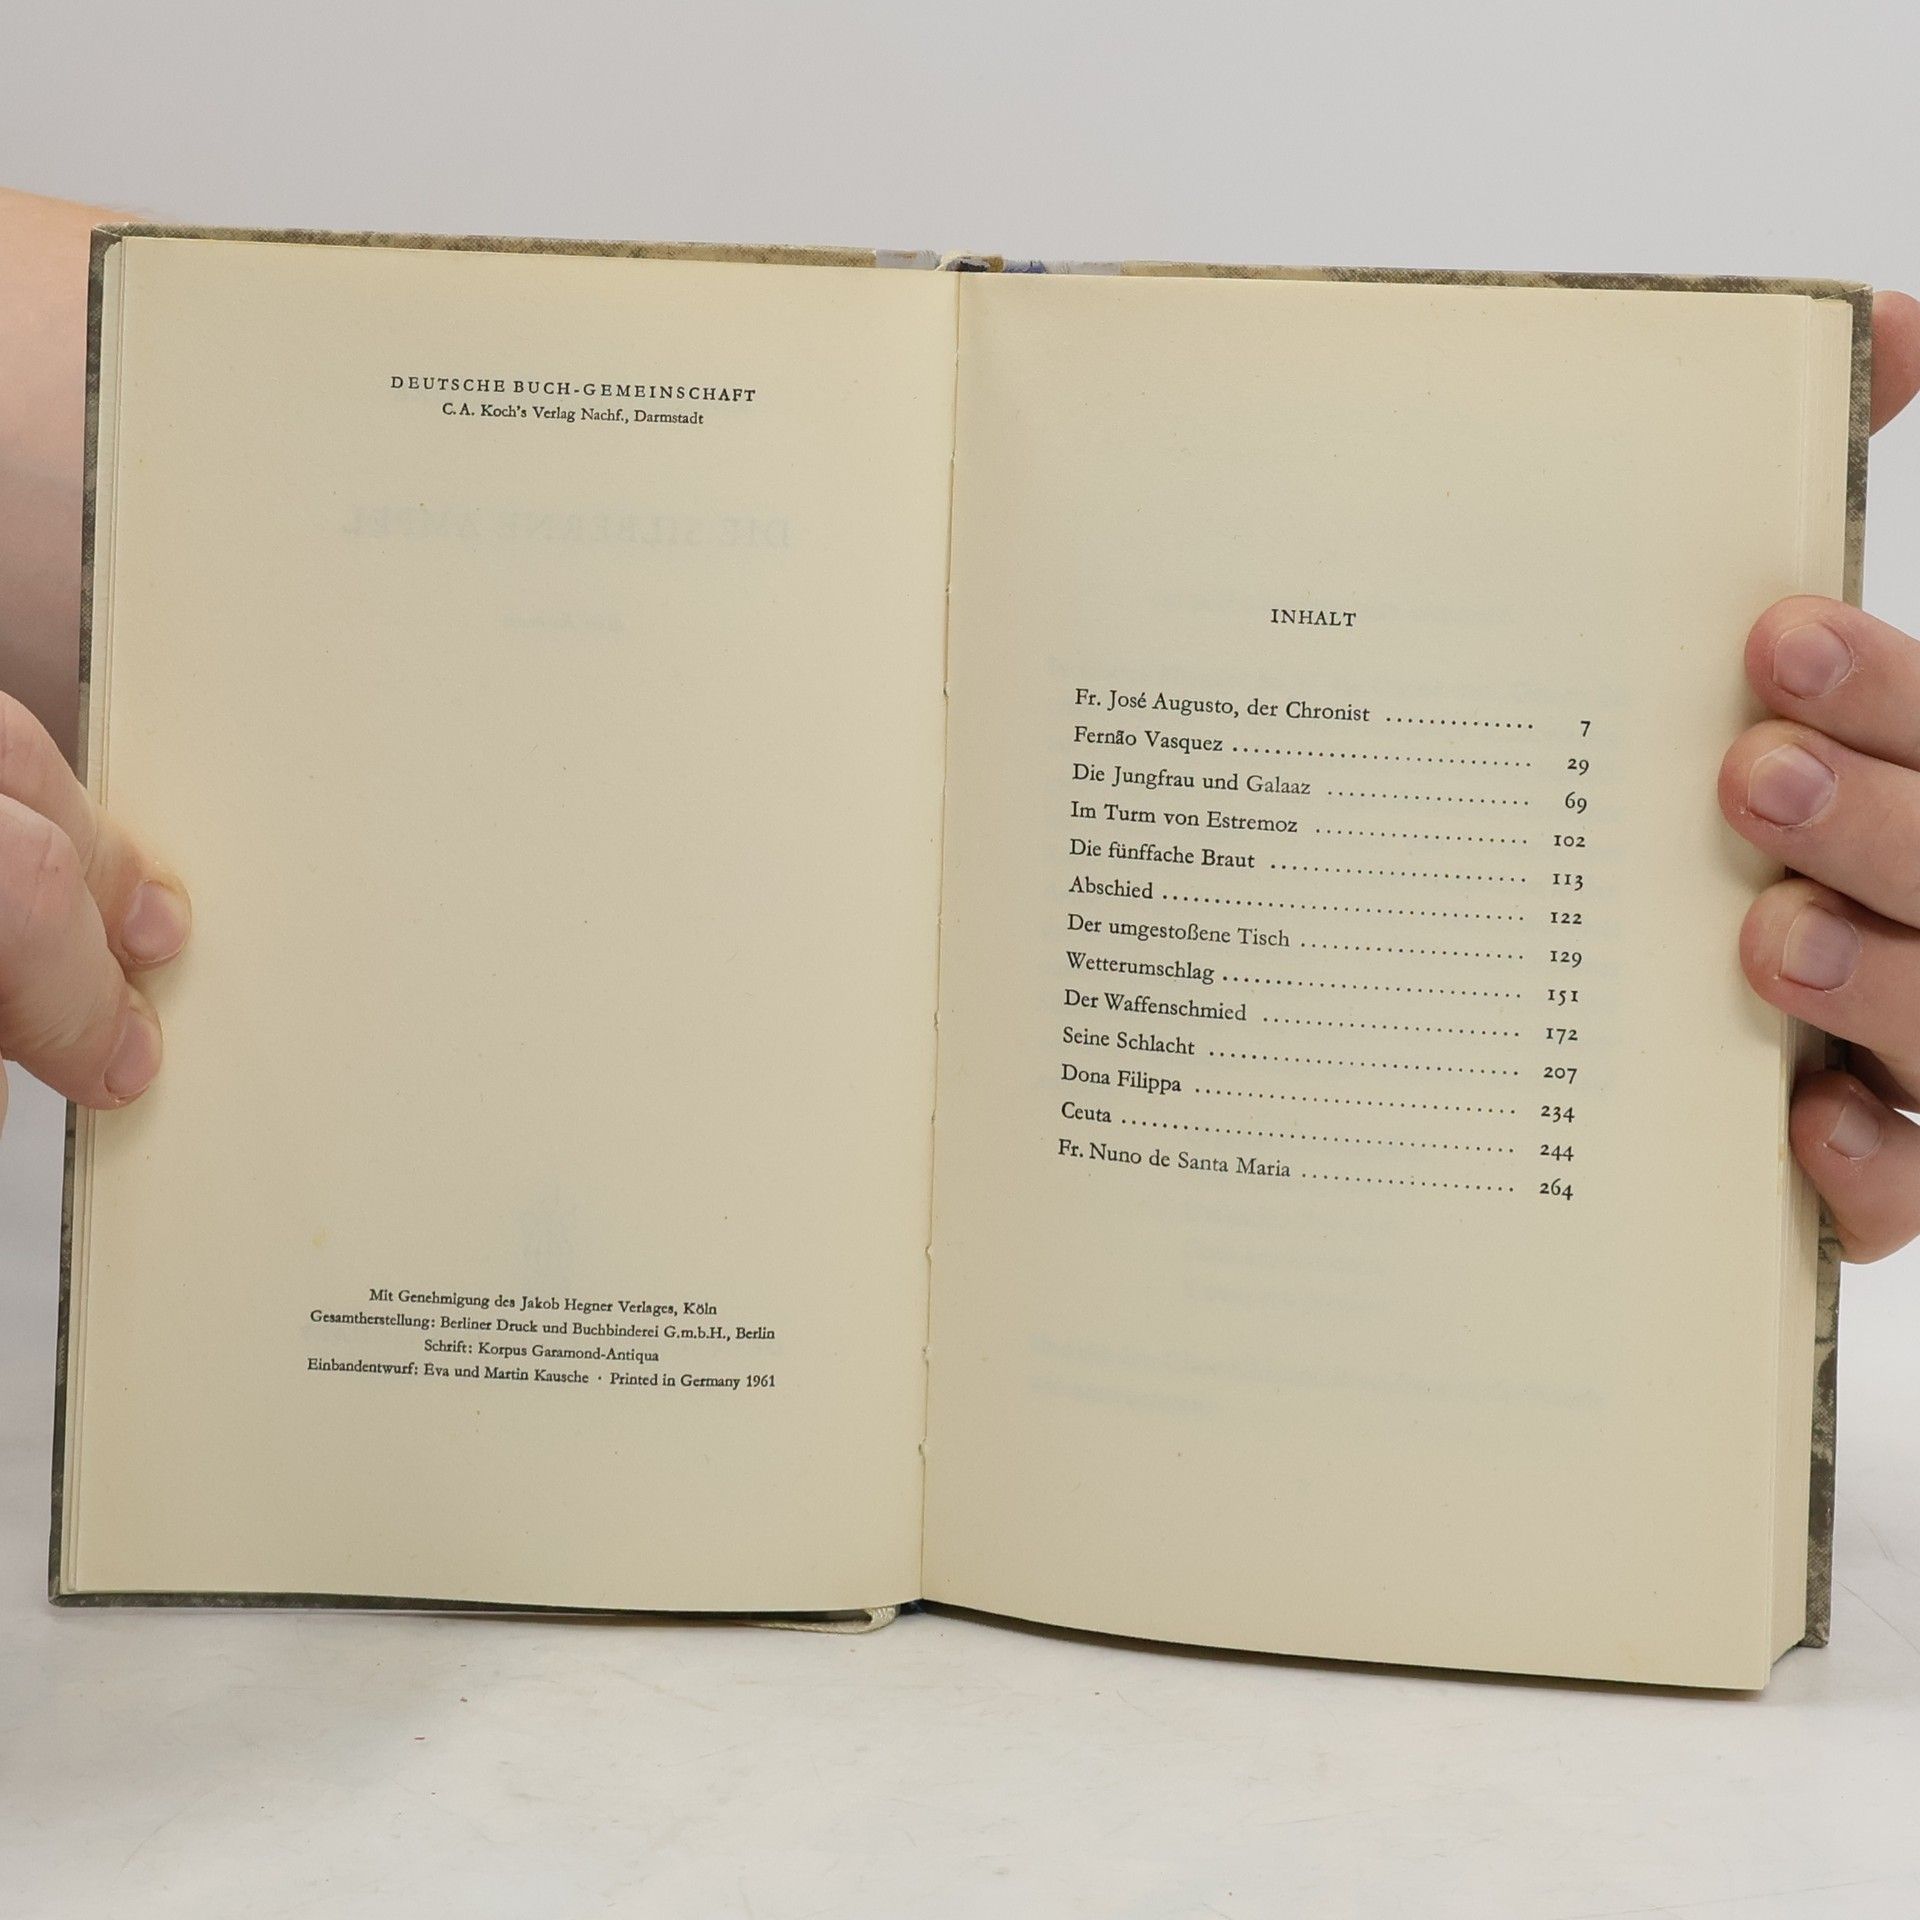 DEUTSCHE BUCH-GEMEINSCHAFT
C. A. Koch's Verlag Nachf., Darmstadt
DIE SILBERNE AMPEL
Mit Genehmigung des Jakob Hegner Verlages, Köln
Gesamtherstellung: Berliner Druck und Buchbinderei G.m.b.H., Berlin
Schrift: Korpus Garamond-Antiqua
Einbandentwurf: Eva und Martin Kausche · Printed in Germany 1961
INHALT
Fr. José Augusto, der Chronist .............. 7
Fernão Vasquez .............................. 29
Die Jungfrau und Galaaz ................... 69
Im Turm von Estremoz .................... 102
Die fünffache Braut ........................ 113
Abschied .................................. 122
Der umgestoßene Tisch ..................... 129
Wetterumschlag ............................ 151
Der Waffenschmied ........................ 172
Seine Schlacht ............................. 207
Dona Filippa .............................. 234
Ceuta ..................................... 244
Fr. Nuno de Santa Maria .................... 264